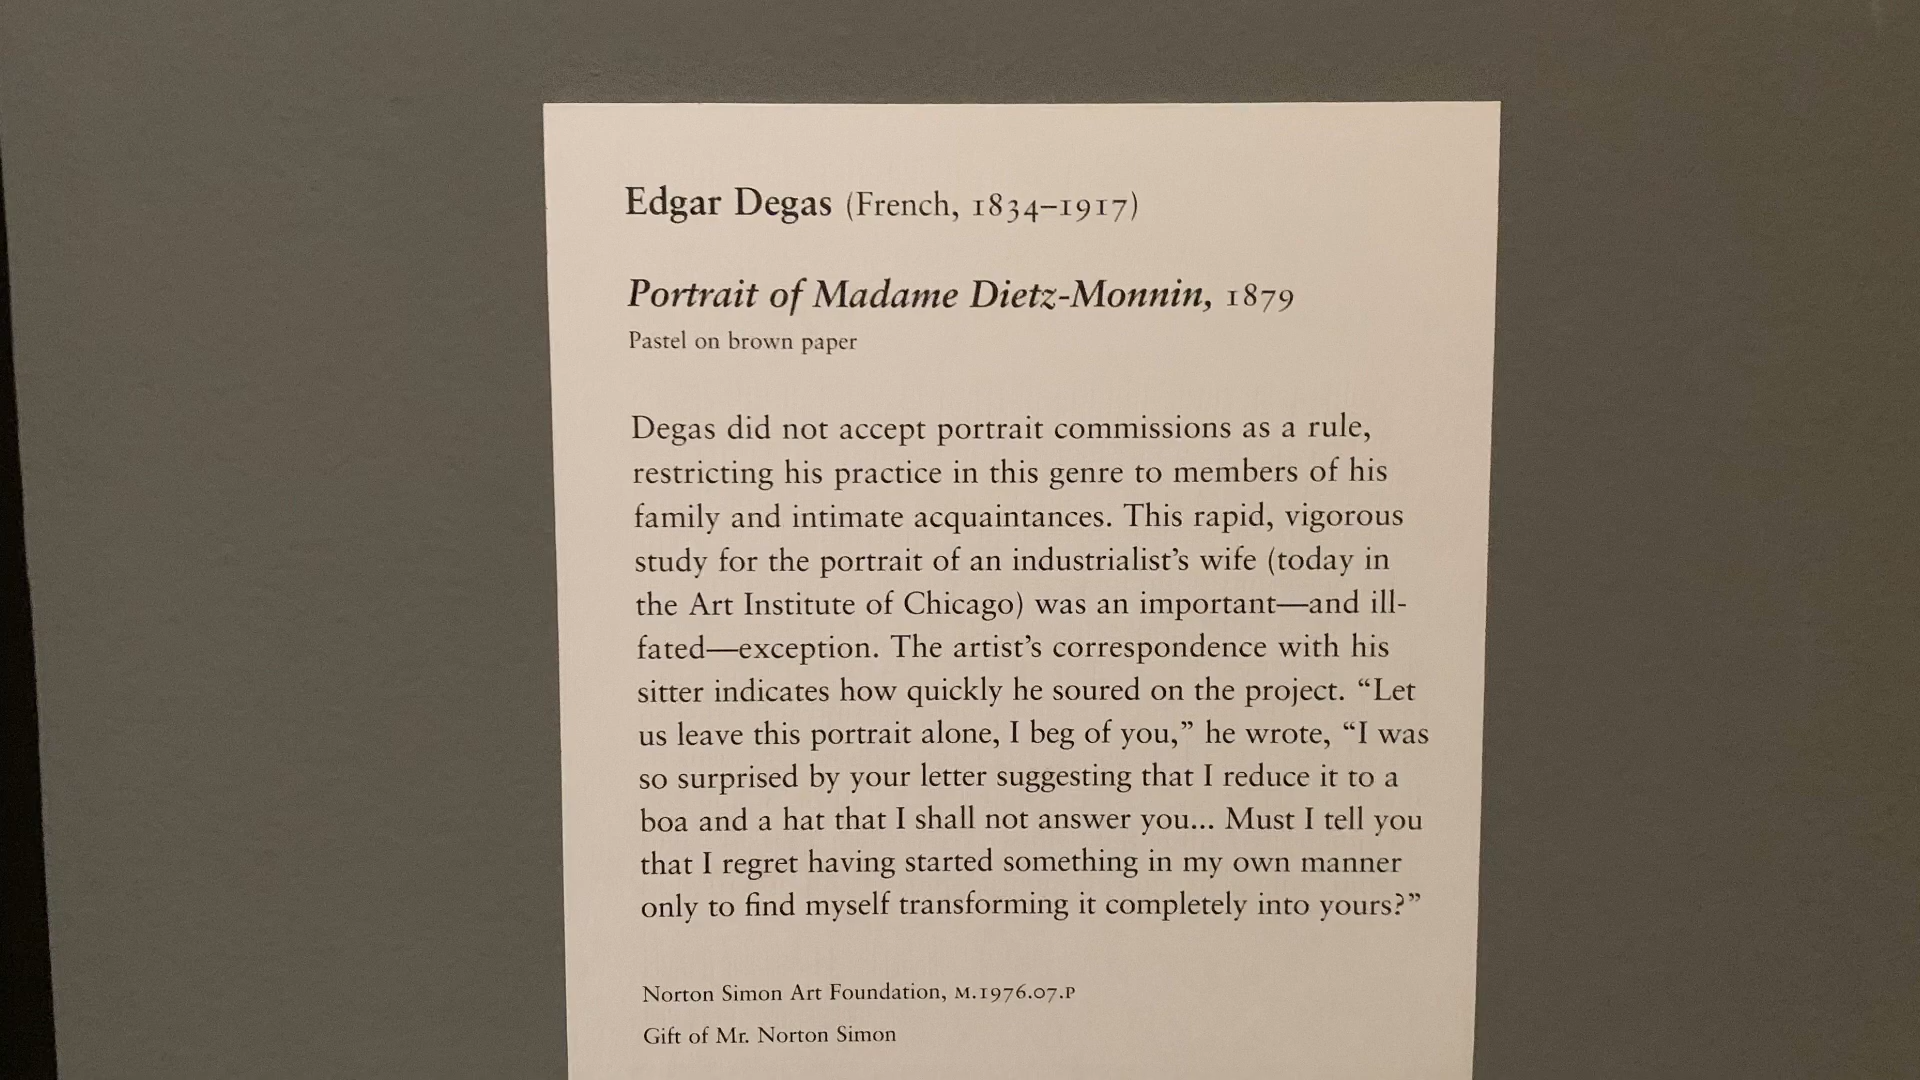 Edgar Degas (French, 1834–1917)
Portrait of Madame Dietz-Monnin, 1879
Pastel on brown paper
Degas did not accept portrait commissions as a rule,
restricting his practice in this genre to members of his
family and intimate acquaintances. This rapid, vigorous
study for the portrait of an industrialist’s wife (today in
the Art Institute of Chicago) was an important—and ill-
fated—exception. The artist’s correspondence with his
sitter indicates how quickly he soured on the project. “Let
us leave this portrait alone, I beg of you,” he wrote, “I was
so surprised by your letter suggesting that I reduce it to a
boa and a hat that I shall not answer you... Must I tell you
that I regret having started something in my own manner
only to find myself transforming it completely into yours?”
Norton Simon Art Foundation, M.1976.07.P
Gift of Mr. Norton Simon